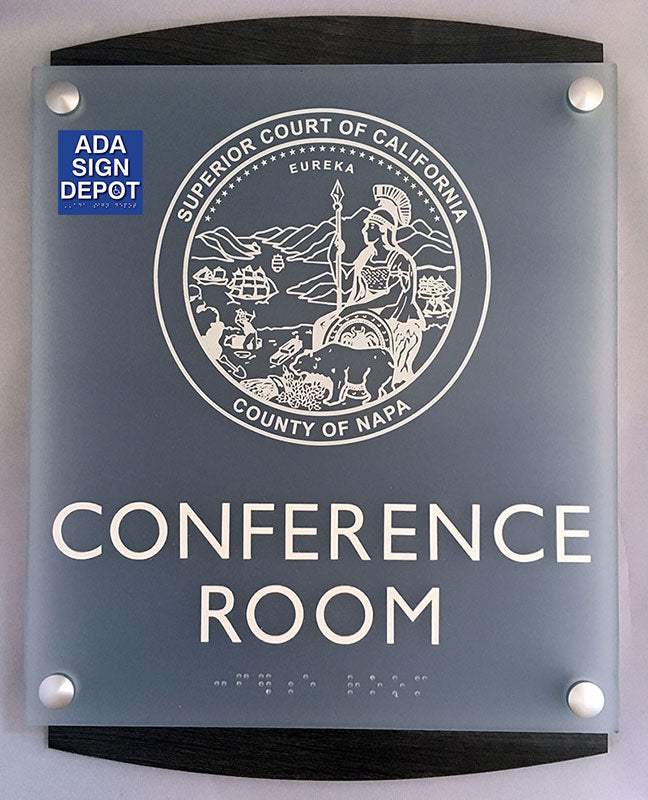 ADA
SIGN
DEPOT
SUPERIOR COURT OF CALIFORNIA
EUREKA
COUNTY OF NAPA
CONFERENCE
ROOM